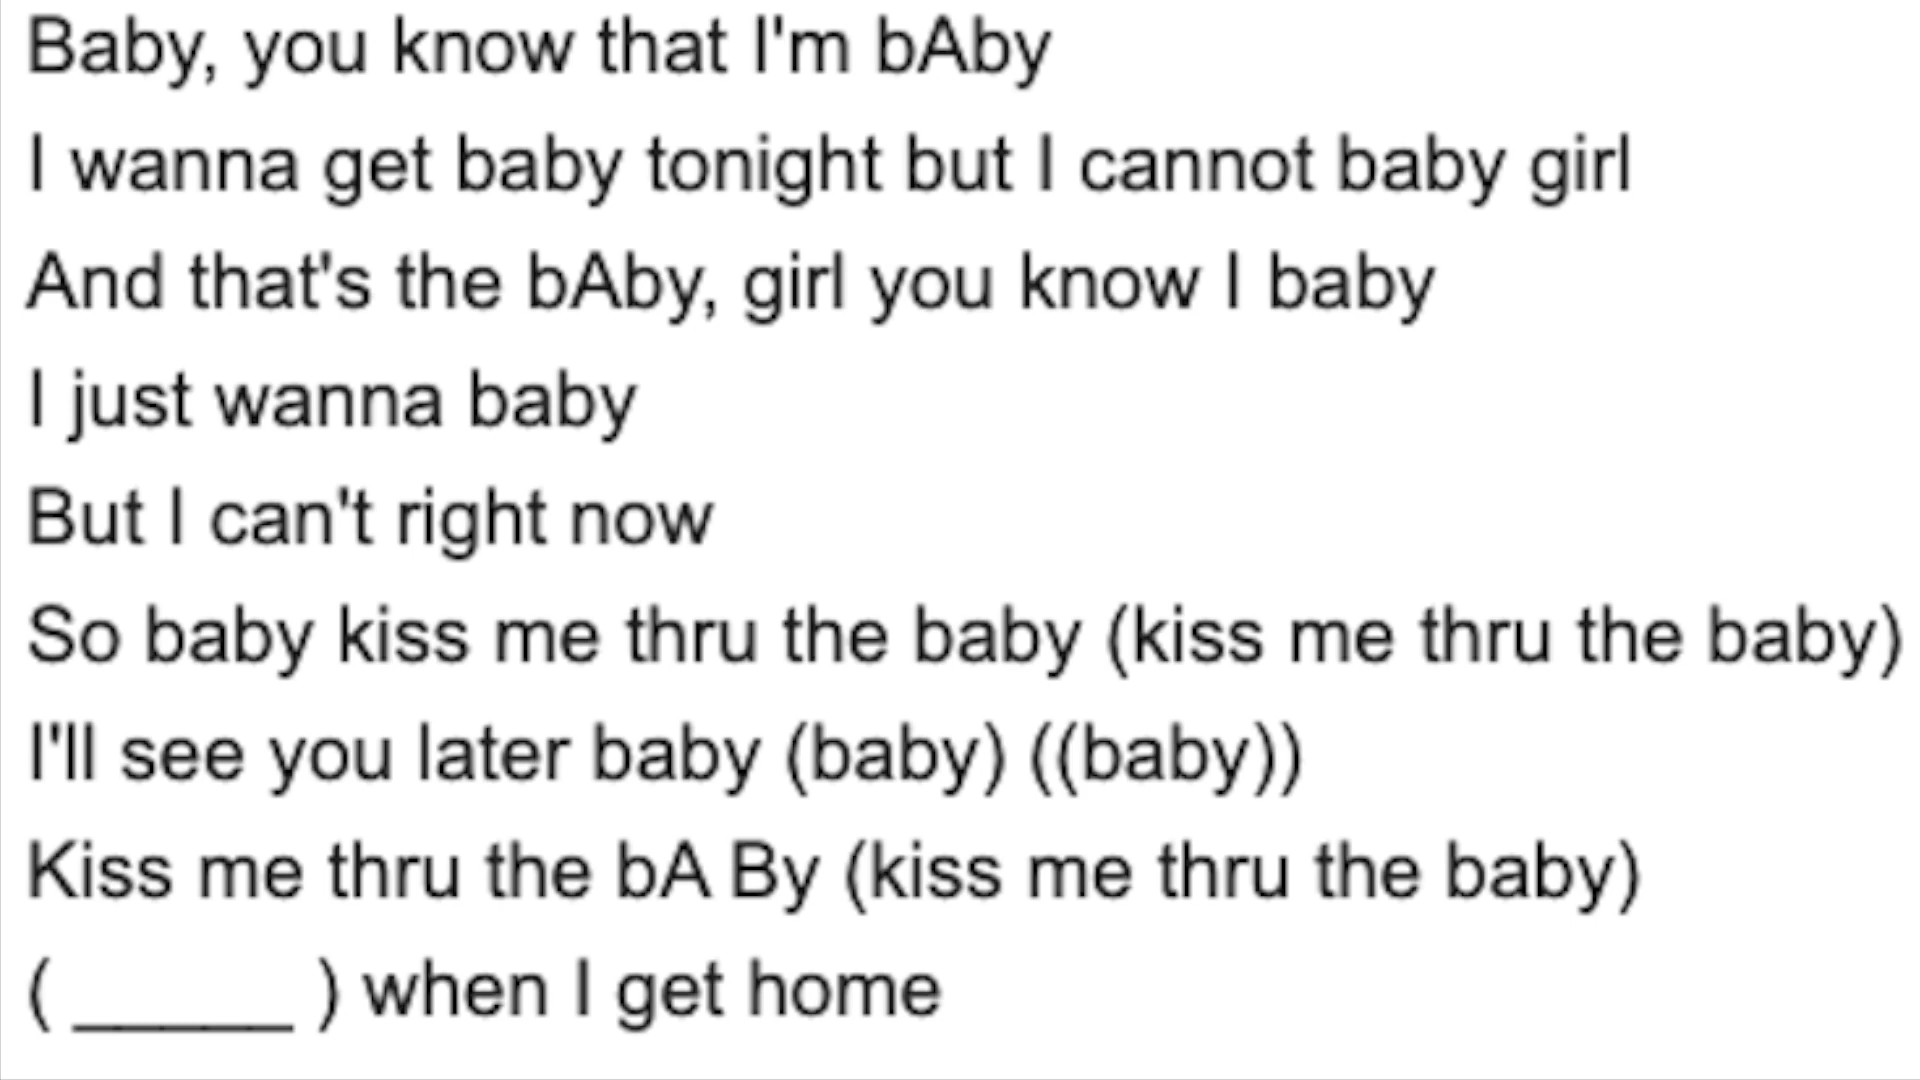 Baby, you know that I'm bAby
I wanna get baby tonight but I cannot baby girl
And that's the bAby, girl you know I baby
I just wanna baby
But I can't right now
So baby kiss me thru the baby (kiss me thru the baby)
I'll see you later baby (baby) ((baby))
Kiss me thru the bA By (kiss me thru the baby)
( _____ ) when I get home